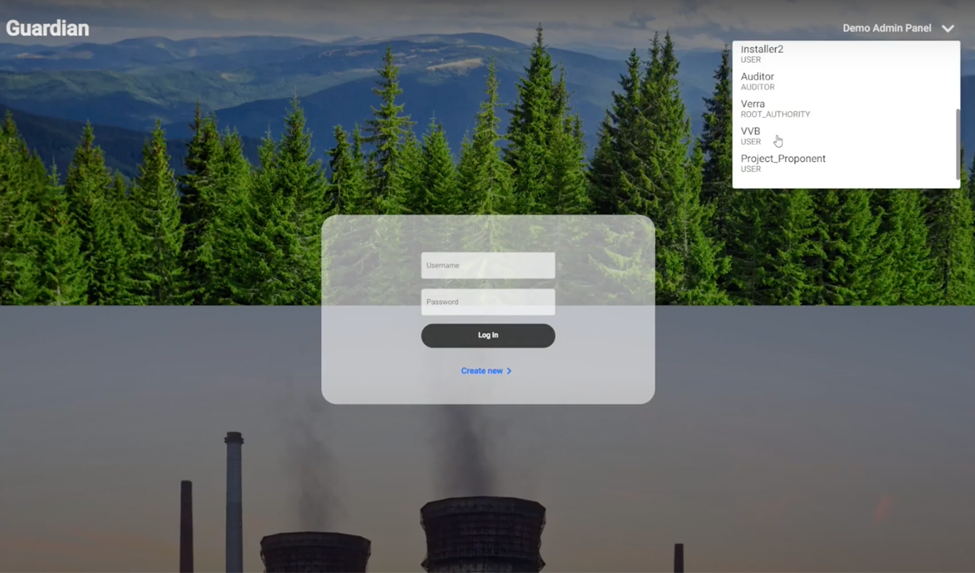 Guardian
Demo Admin Panel
Installer2
USER
Auditor
AUDITOR
Verra
ROOT_AUTHORITY
VVB
USER
Project_Proponent
USER
Username
Password
Log In
Create new